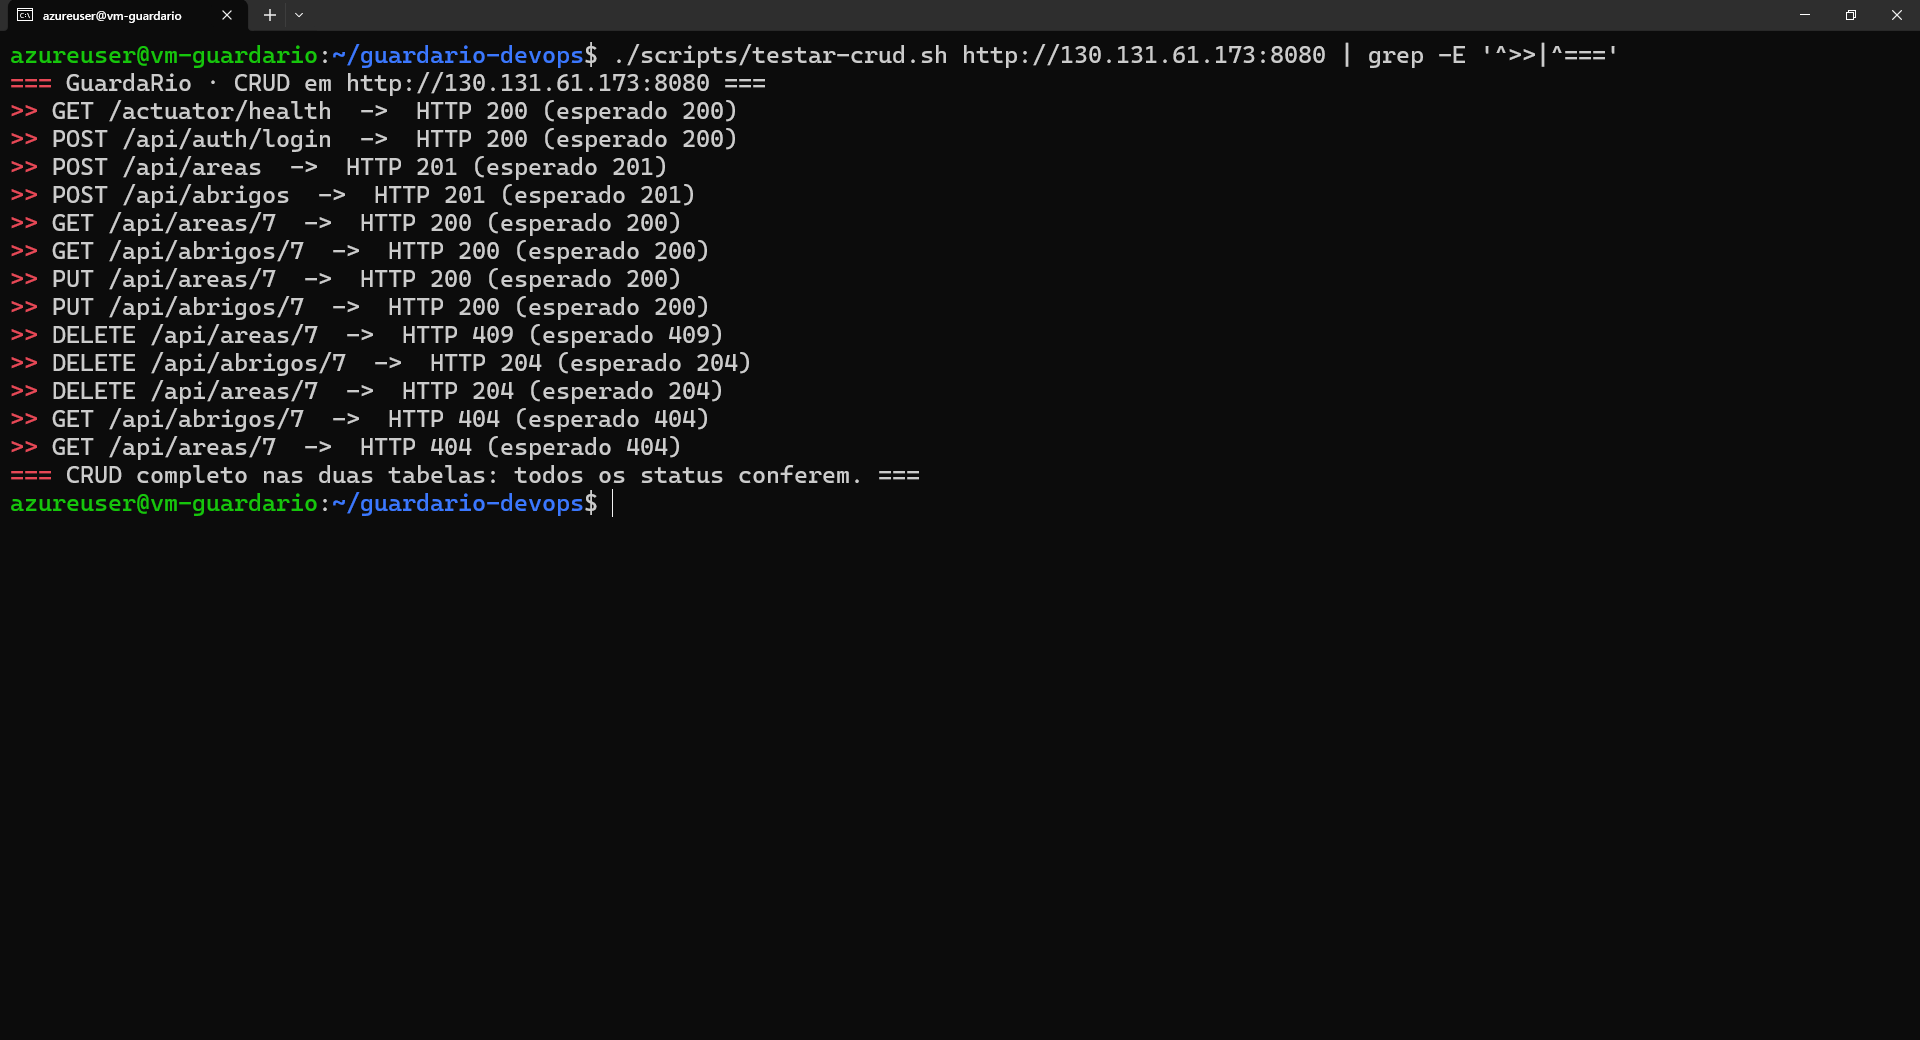 azureuser@vm-guardario
azureuser@vm-guardario:~/guardario-devops$ ./scripts/testar-crud.sh http://130.131.61.173:8080 | grep -E '^>>|^==='
=== GuardaRio · CRUD em http://130.131.61.173:8080 ===
>> GET /actuator/health  ->  HTTP 200 (esperado 200)
>> POST /api/auth/login  ->  HTTP 200 (esperado 200)
>> POST /api/areas  ->  HTTP 201 (esperado 201)
>> POST /api/abrigos  ->  HTTP 201 (esperado 201)
>> GET /api/areas/7  ->  HTTP 200 (esperado 200)
>> GET /api/abrigos/7  ->  HTTP 200 (esperado 200)
>> PUT /api/areas/7  ->  HTTP 200 (esperado 200)
>> PUT /api/abrigos/7  ->  HTTP 200 (esperado 200)
>> DELETE /api/areas/7  ->  HTTP 409 (esperado 409)
>> DELETE /api/abrigos/7  ->  HTTP 204 (esperado 204)
>> DELETE /api/areas/7  ->  HTTP 204 (esperado 204)
>> GET /api/abrigos/7  ->  HTTP 404 (esperado 404)
>> GET /api/areas/7  ->  HTTP 404 (esperado 404)
=== CRUD completo nas duas tabelas: todos os status conferem. ===
azureuser@vm-guardario:~/guardario-devops$